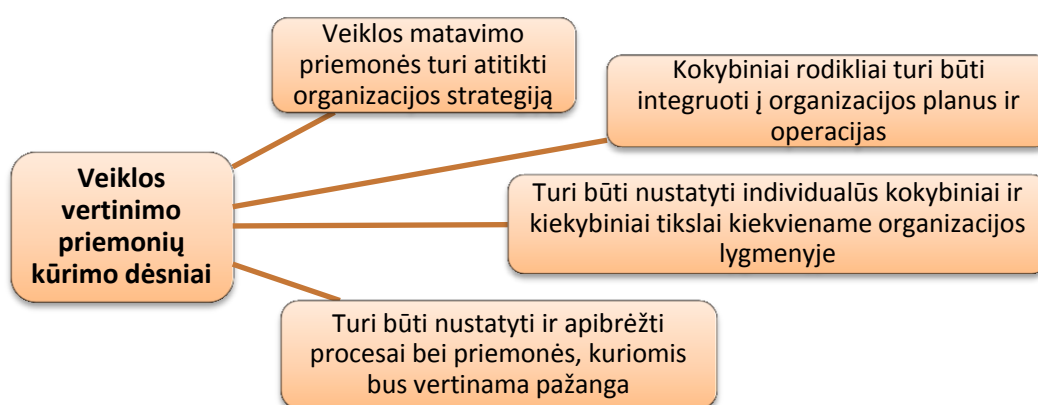 Veiklos matavimo
priemonės turi atitikti
organizacijos strategiją
Kokybiniai rodikliai turi būti
integruoti į organizacijos planus ir
operacijas
Veiklos
vertinimo
priemonių
kūrimo dėsniai
Turi būti nustatyti individualūs kokybiniai ir
kiekybiniai tikslai kiekviename organizacijos
lygmenyje
Turi būti nustatyti ir apibrėžti
procesai bei priemonės, kuriomis
bus vertinama pažanga